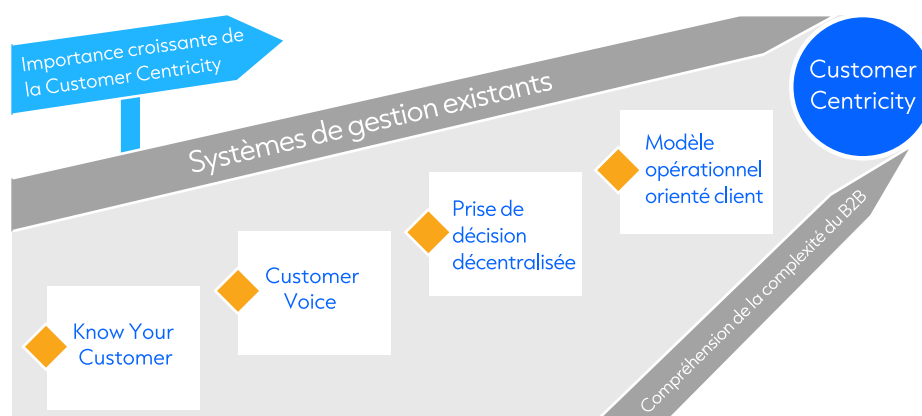 Importance croissante de
la Customer Centricity
Systèmes de gestion existants
Customer
Centricity
Modèle
opérationnel
orienté client
Prise de
décision
décentralisée
Customer
Voice
Know Your
Customer
Compréhension de la complexité du B2B